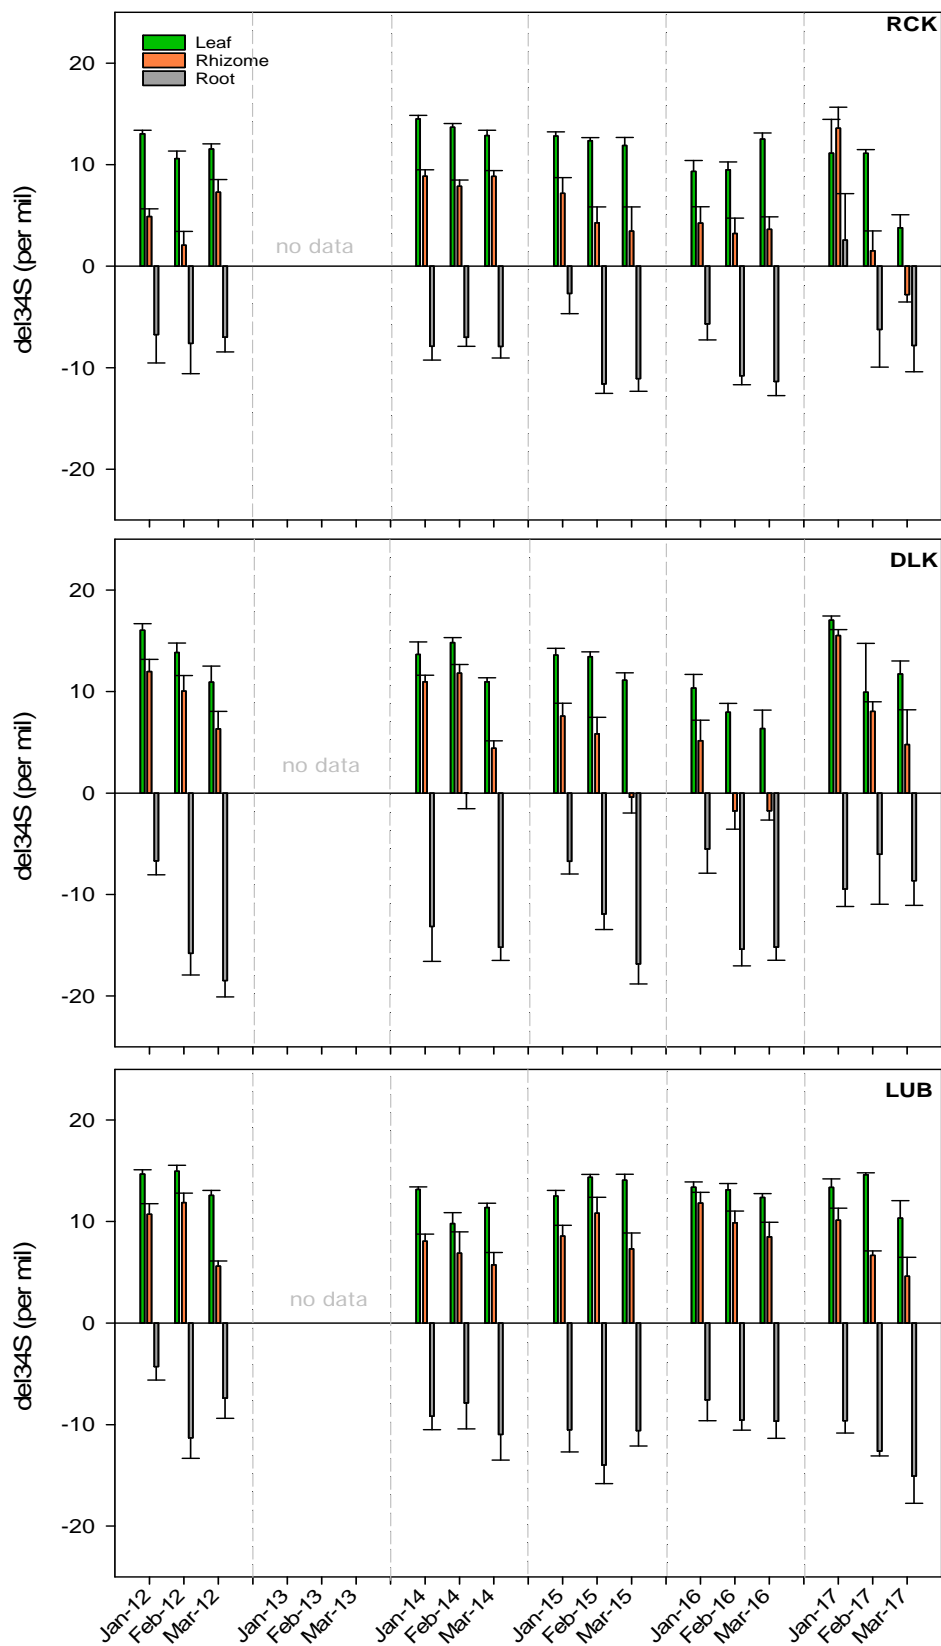 RCK
Leaf
Rhizome
Root
20
10
0
-10
-20
del34S (per mil)
no data
DLK
20
10
0
-10
-20
del34S (per mil)
no data
LUB
20
10
0
-10
-20
del34S (per mil)
no data
Jan-12 Feb-12 Mar-12 Jan-13 Feb-13 Mar-13 Jan-14 Feb-14 Mar-14 Jan-15 Feb-15 Mar-15 Jan-16 Feb-16 Mar-16 Jan-17 Feb-17 Mar-17